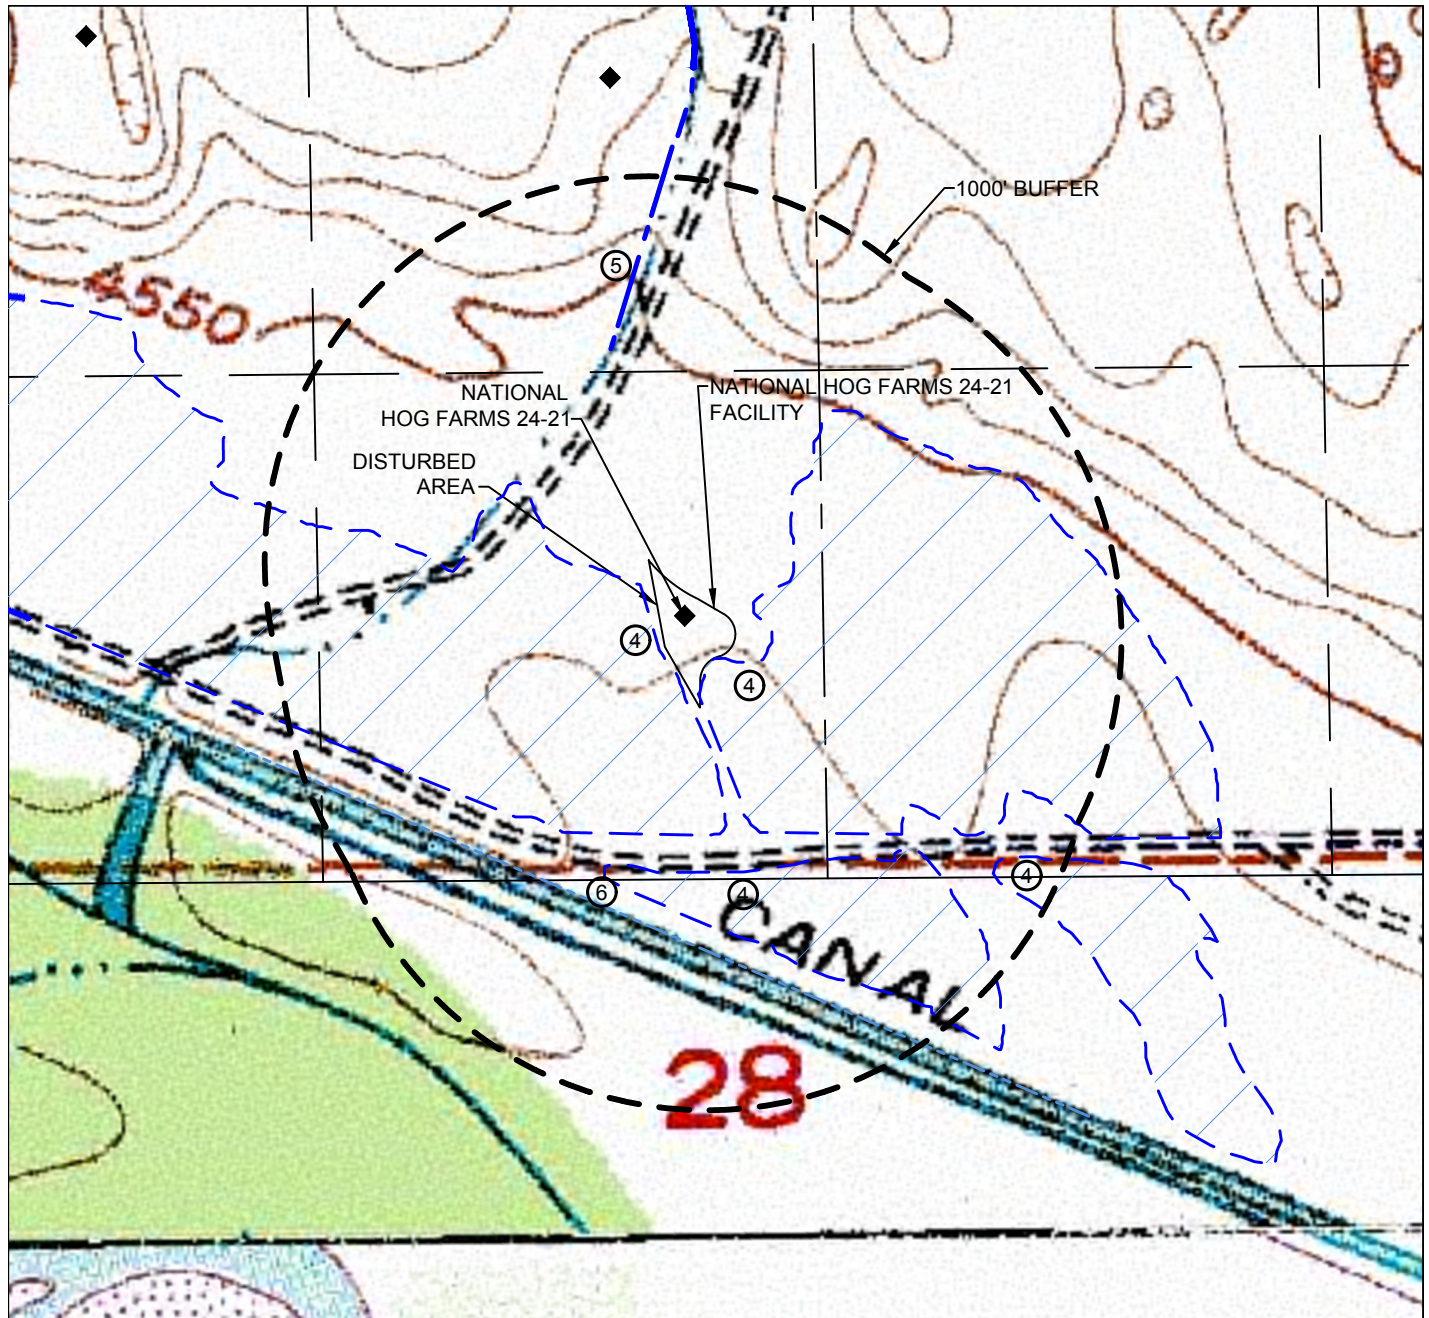 1000' BUFFER
5
4550
NATIONAL
HOG FARMS 24-21
NATIONAL HOG FARMS 24-21
FACILITY
DISTURBED
AREA
4
4
6
4
4
CANAL
28